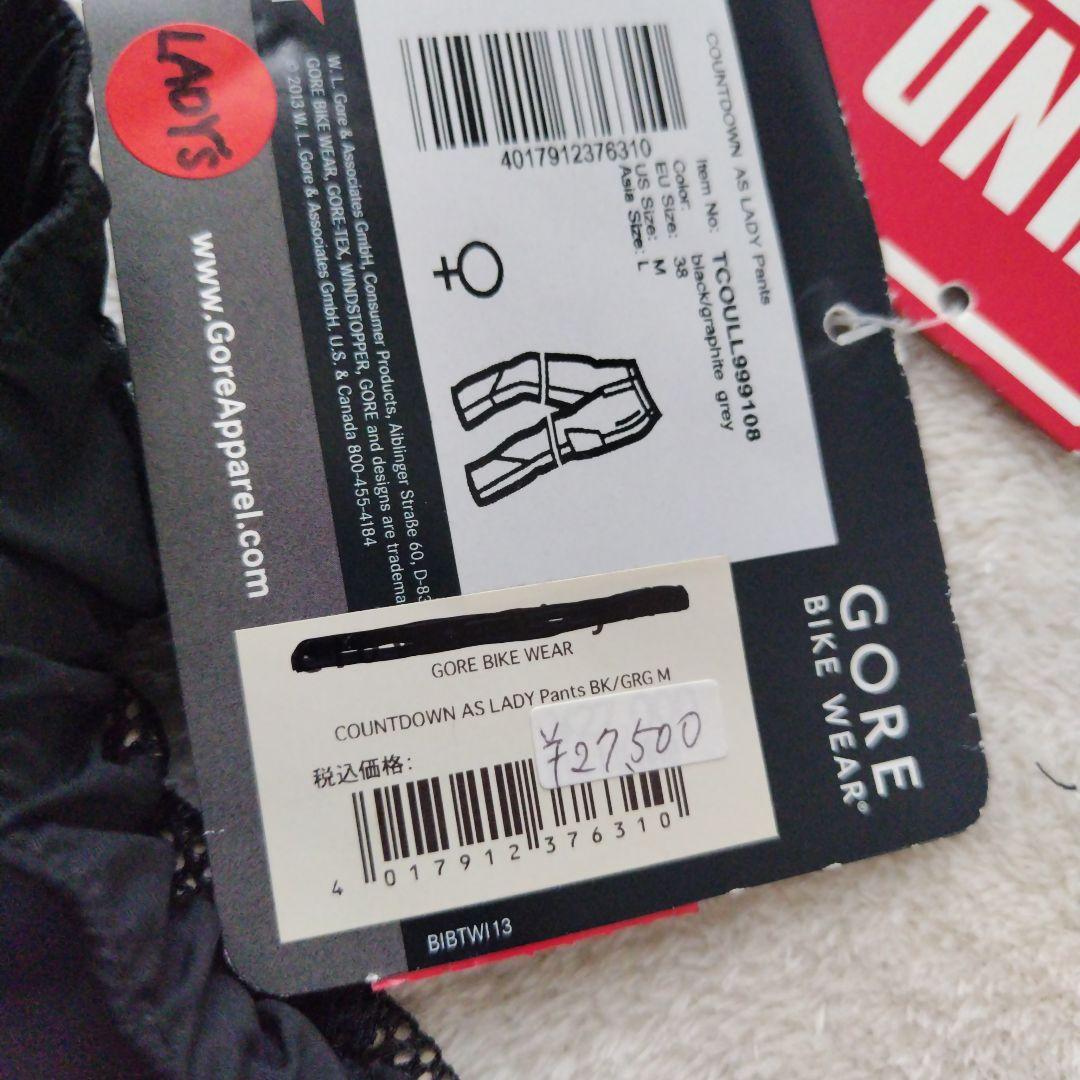 LADY'S
www.GoreApparel.com
W. L. Gore & Associates GmbH, Consumer Products, Aiblinger Straße 60, D-83
GORE BIKE WEAR, GORE-TEX, WINDSTOPPER, GORE and designs are tradema
© 2013 W. L. Gore & Associates GmbH, U.S. & Canada 800-455-4184
COUNTDOWN AS LADY Pants
Item No: TCOULL999108
Color: black/graphite grey
EU Size: 38
US Size: M
Asia Size: L
4017912376310
GORE
BIKE WEAR®
GORE BIKE WEAR
COUNTDOWN AS LADY Pants BK/GRG M
税込価格:
¥27,500
4 017912 376310
BIBTWI13